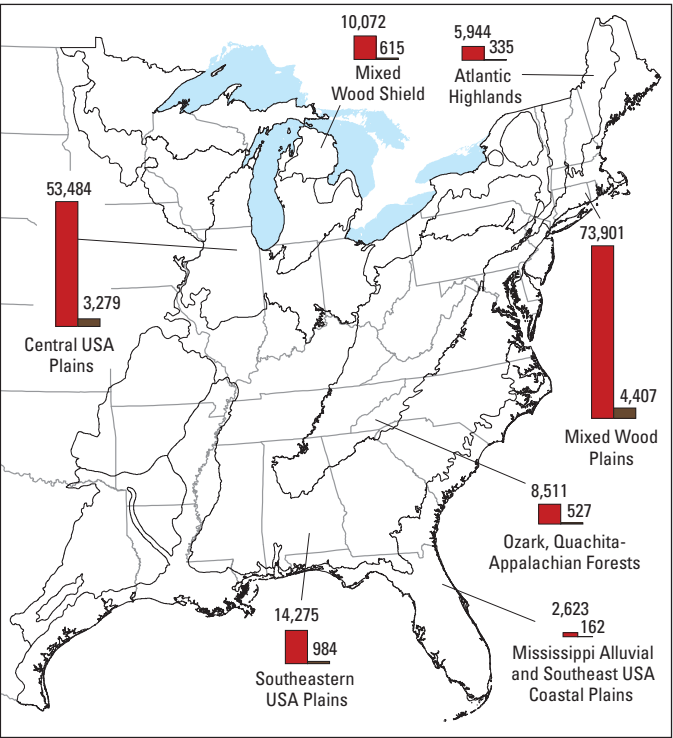 10,072
615
Mixed
Wood Shield
5,944
335
Atlantic
Highlands
53,484
3,279
Central USA
Plains
73,901
4,407
Mixed Wood
Plains
8,511
527
Ozark, Quachita-
Appalachian Forests
14,275
984
Southeastern
USA Plains
2,623
162
Mississippi Alluvial
and Southeast USA
Coastal Plains